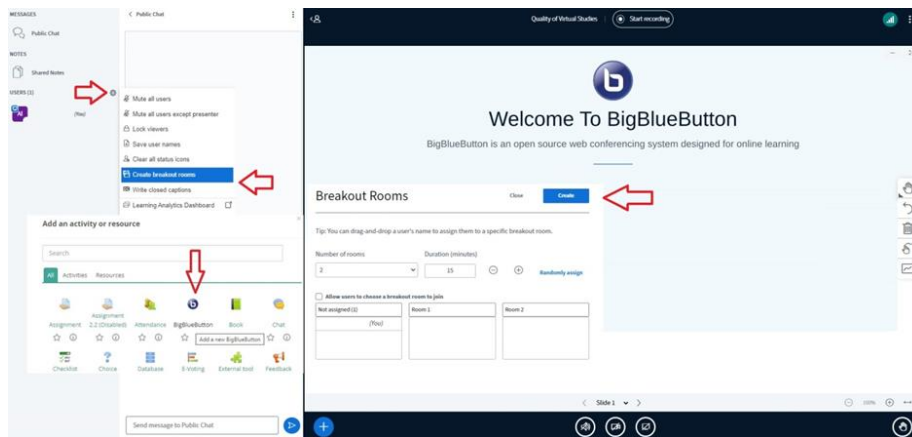 MESSAGES
Public Chat
NOTES
Shared Notes
USERS (1)
(You)
Public Chat
Mute all users
Mute all users except presenter
Lock viewers
Save user names
Clear all status icons
Create breakout rooms
Write closed captions
Learning Analytics Dashboard
Add an activity or resource
Search
All Activities Resources
Assignment
Assignment 2.2 (Disabled)
Attendance
BigBlueButton
Book
Chat
Add a new BigBlueButton
Checklist
Choice
Database
E-Voting
External tool
Feedback
Send message to Public Chat
Quality of Virtual Studies
Start recording
b
Welcome To BigBlueButton
BigBlueButton is an open source web conferencing system designed for online learning
Breakout Rooms
Close
Create
Tip: You can drag-and-drop a user's name to assign them to a specific breakout room.
Number of rooms
Duration (minutes)
2
15
Randomly assign
Allow users to choose a breakout room to join
Not assigned (1)
Room 1
Room 2
(You)
Slide 1
100%